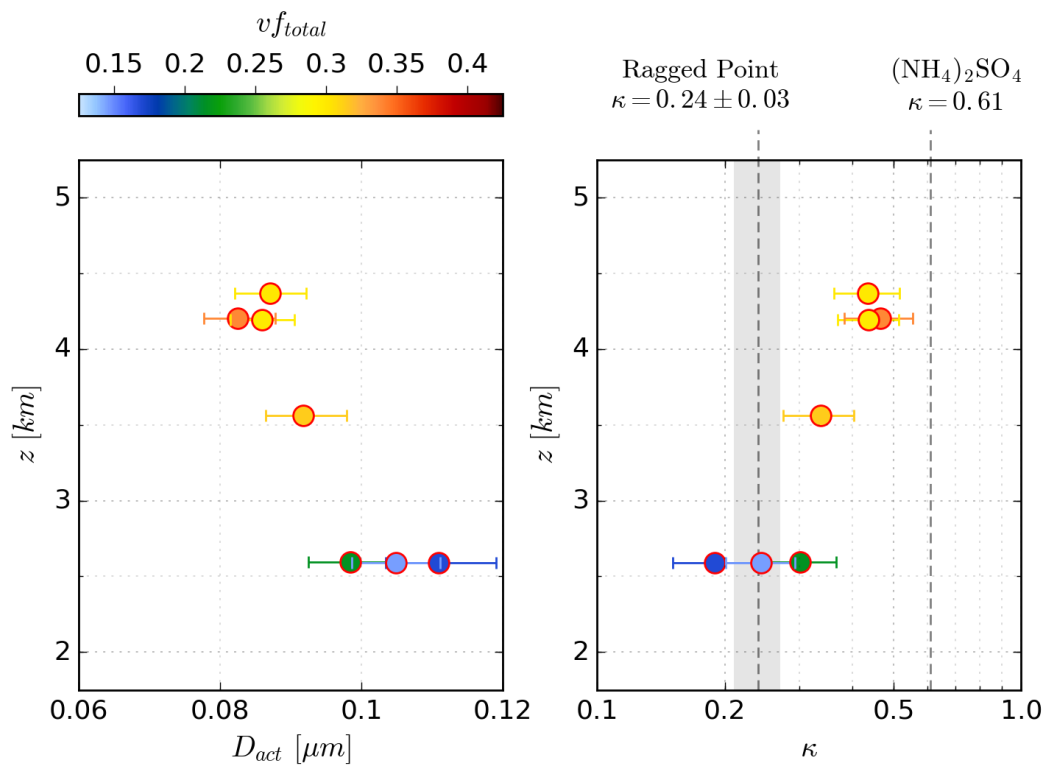 vf_total
0.15 0.2 0.25 0.3 0.35 0.4
Ragged Point
κ = 0.24 ± 0.03
(NH₄)₂SO₄
κ = 0.61
5
4
3
2
z [km]
0.06 0.08 0.1 0.12
D_act [μm]
5
4
3
2
z [km]
0.1 0.2 0.5 1.0
κ